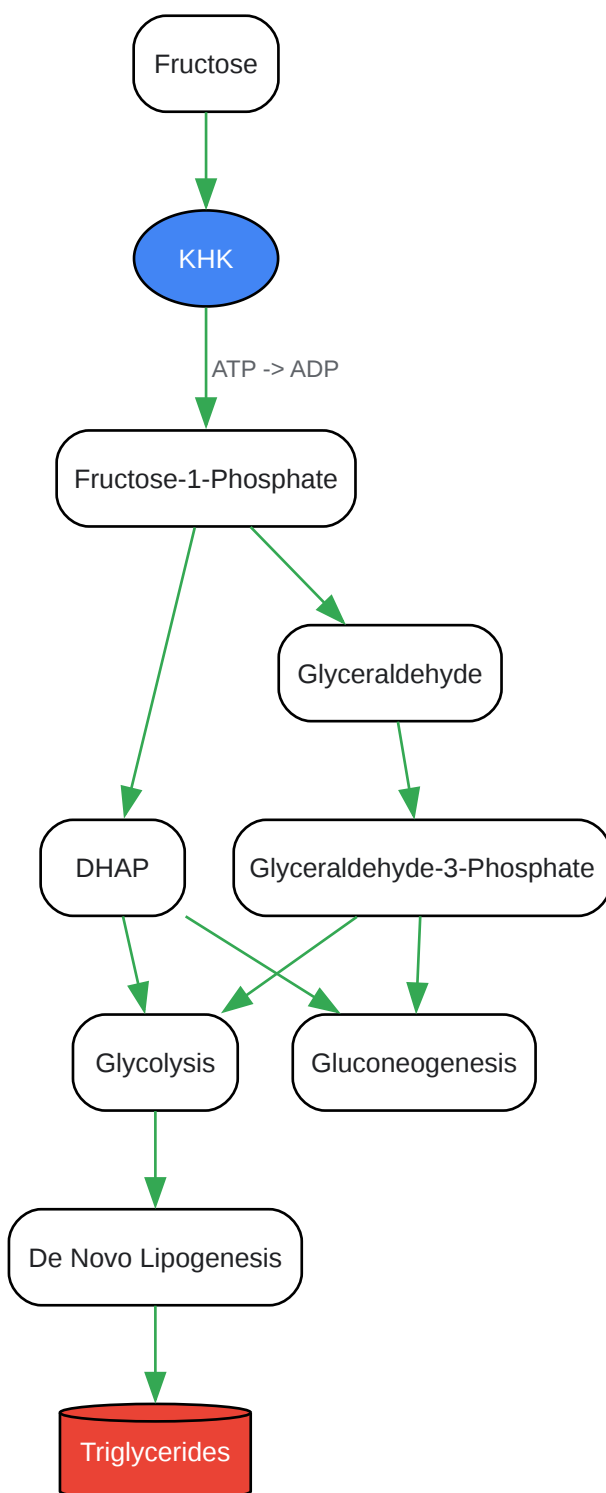 Fructose
KHK
ATP -> ADP
Fructose-1-Phosphate
Glyceraldehyde
DHAP
Glyceraldehyde-3-Phosphate
Glycolysis
Gluconeogenesis
De Novo Lipogenesis
Triglycerides